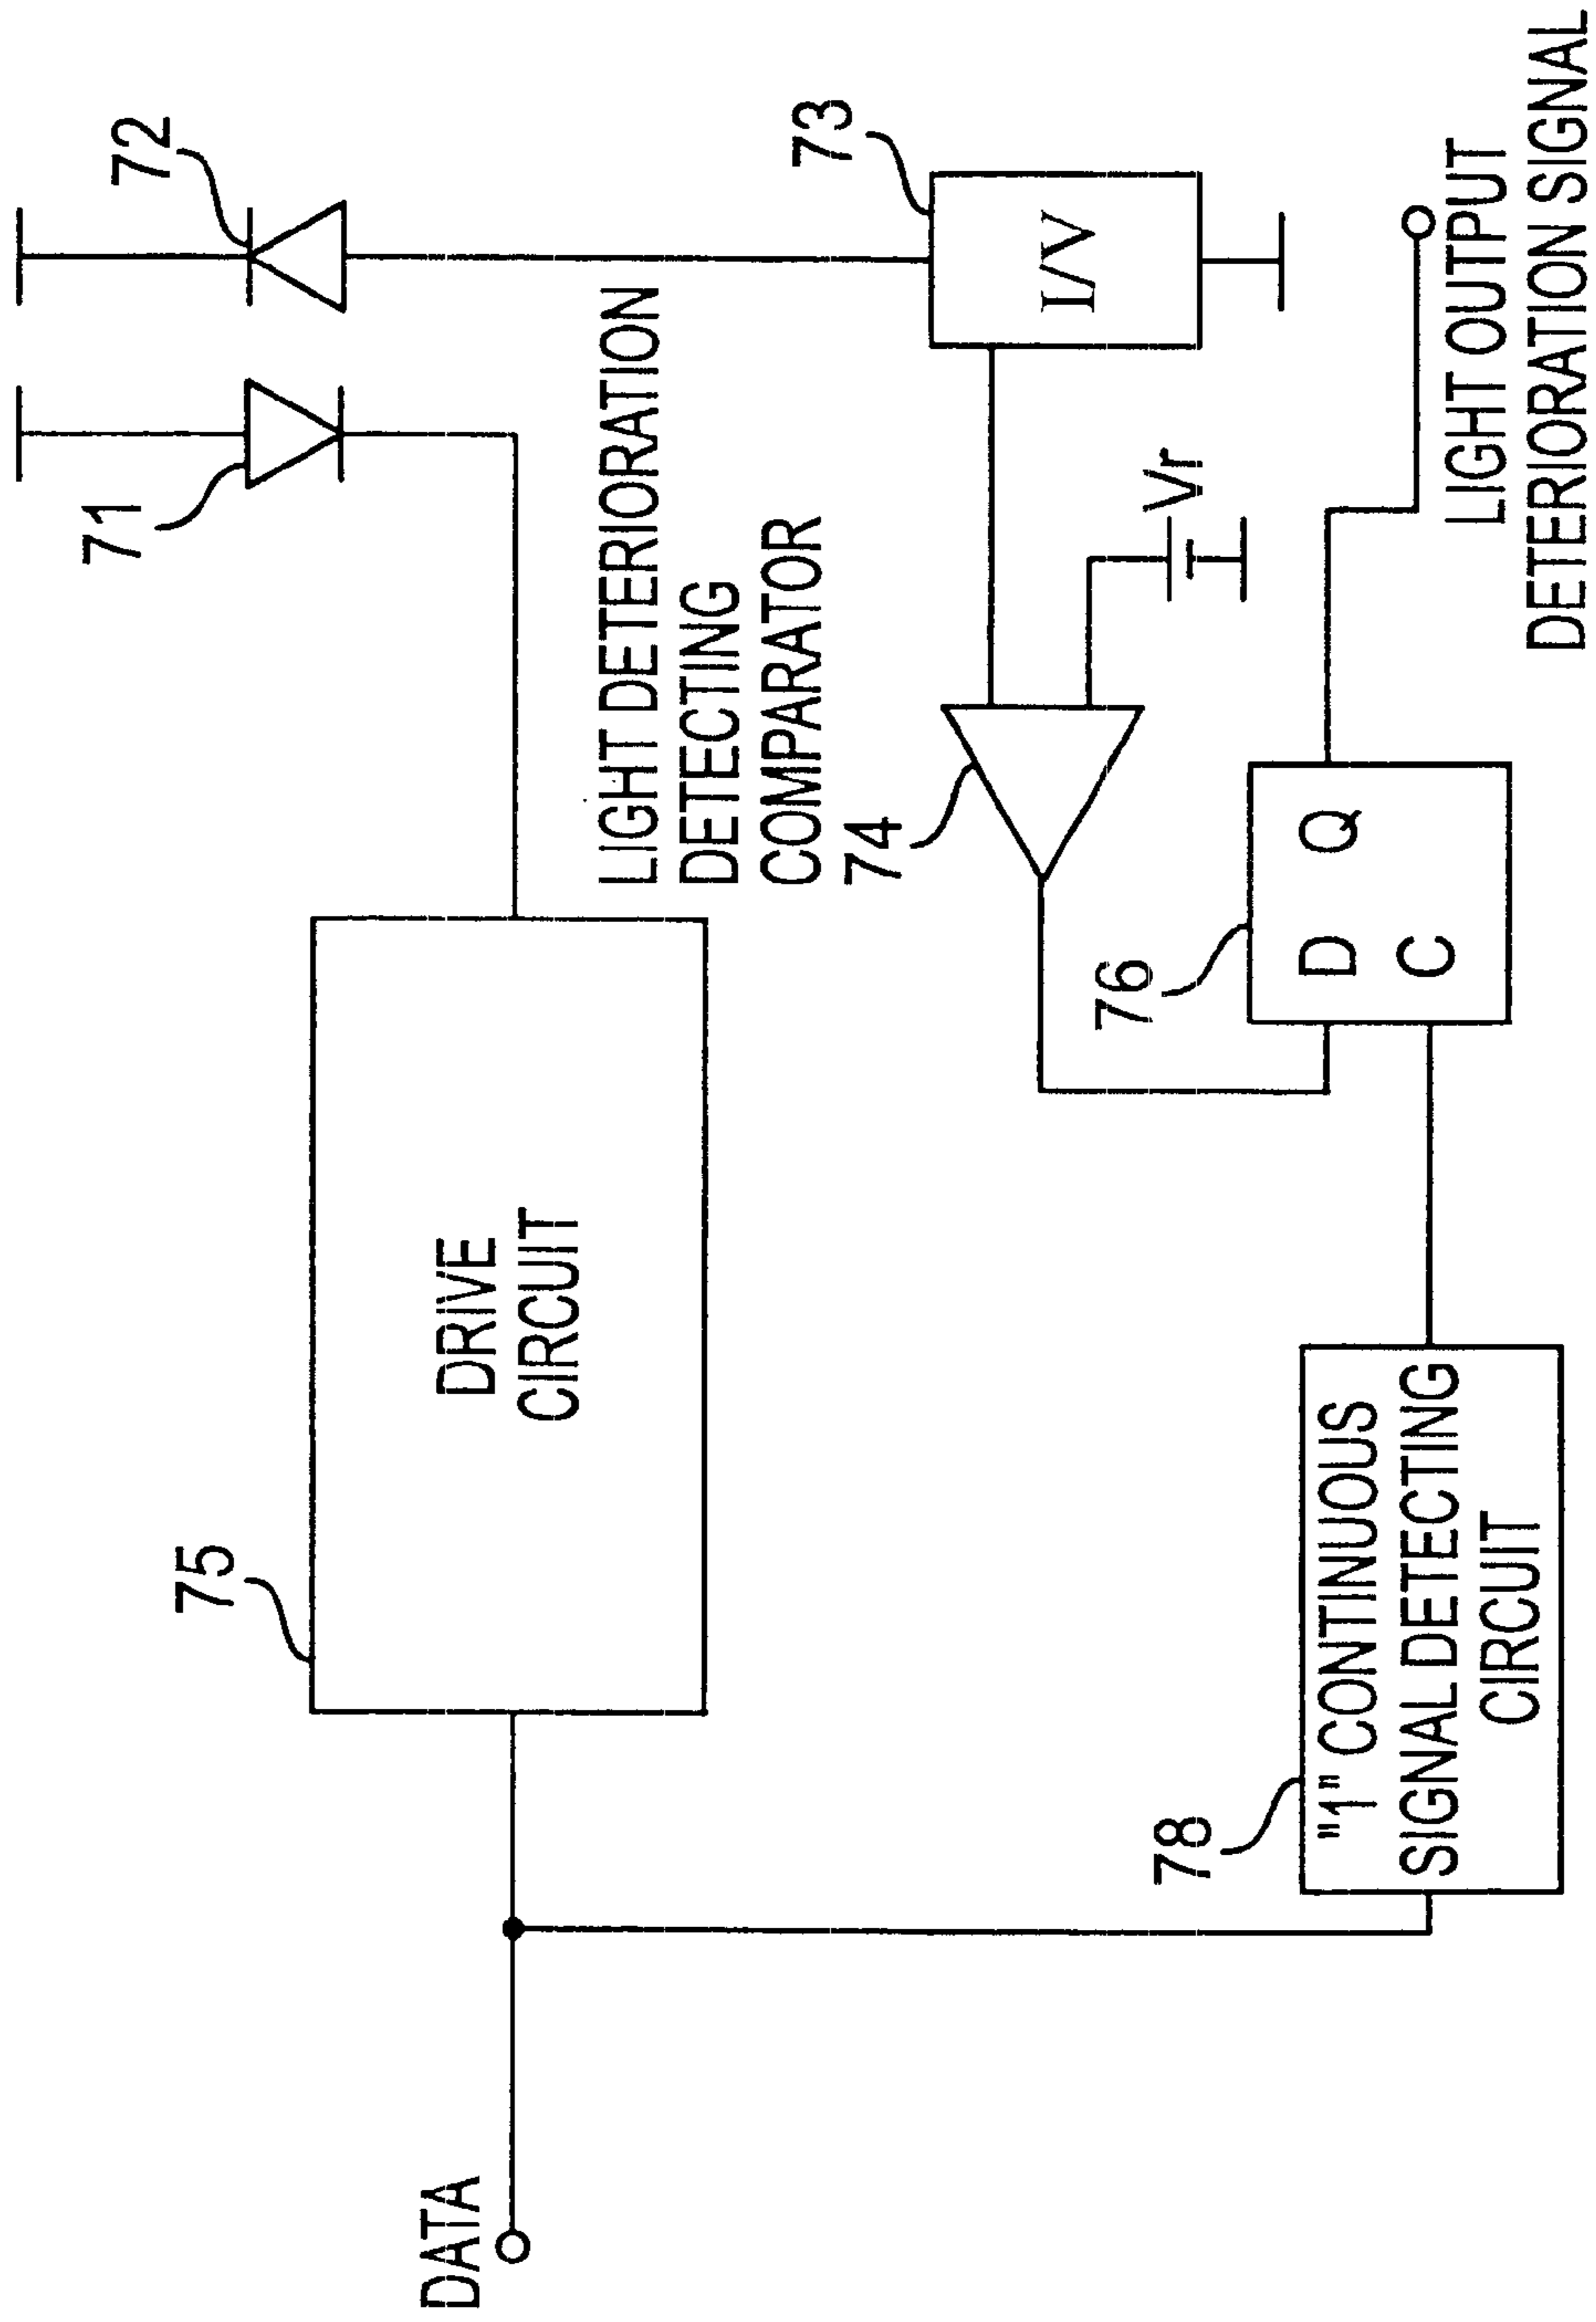 DATA
75
DRIVE
CIRCUIT
71
72
LIGHT DETERIORATION
DETECTING
COMPARATOR
74
73
I/V
Vr
78
"1" CONTINUOUS
SIGNAL DETECTING
CIRCUIT
76
D Q
C
LIGHT OUTPUT
DETERIORATION SIGNAL